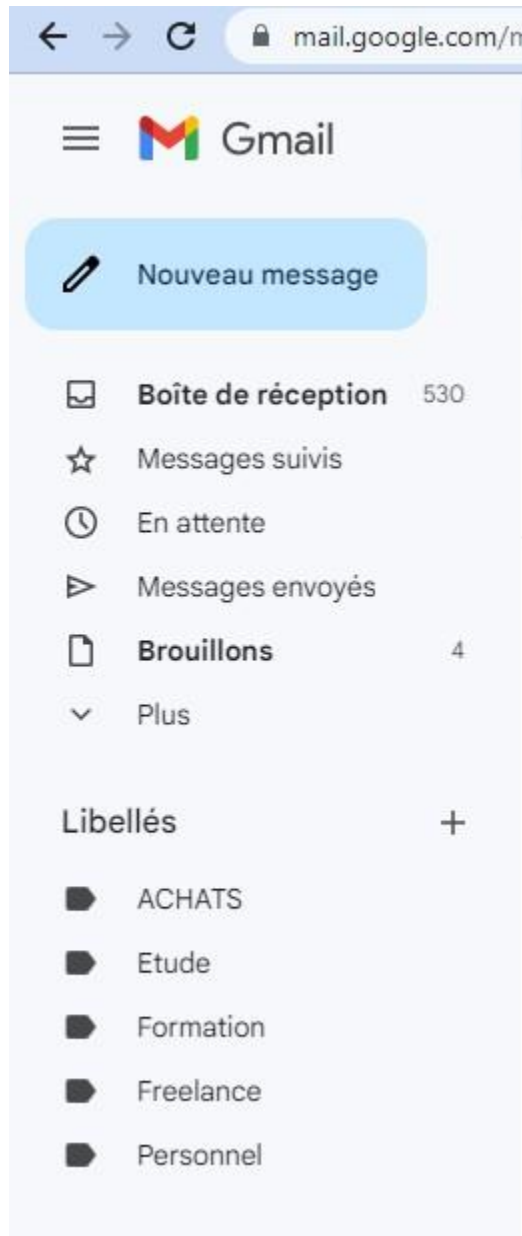 mail.google.com/
Gmail
Nouveau message
Boîte de réception 530
Messages suivis
En attente
Messages envoyés
Brouillons 4
Plus
Libellés +
ACHATS
Etude
Formation
Freelance
Personnel